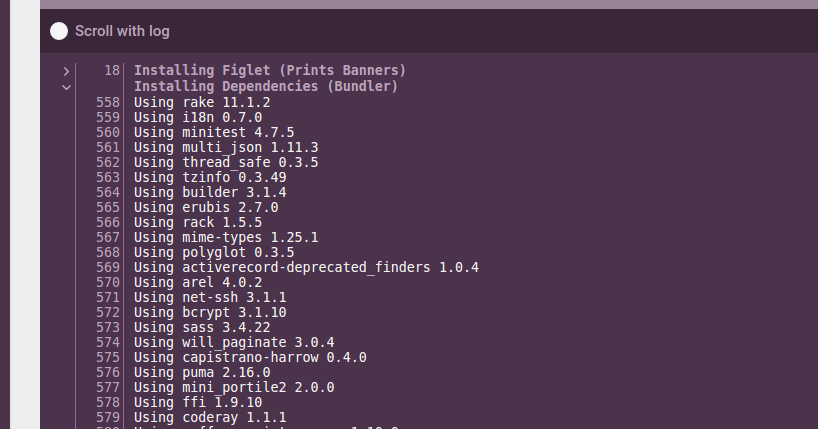 Scroll with log
18 Installing Figlet (Prints Banners)
Installing Dependencies (Bundler)
558 Using rake 11.1.2
559 Using i18n 0.7.0
560 Using minitest 4.7.5
561 Using multi_json 1.11.3
562 Using thread_safe 0.3.5
563 Using tzinfo 0.3.49
564 Using builder 3.1.4
565 Using erubis 2.7.0
566 Using rack 1.5.5
567 Using mime-types 1.25.1
568 Using polyglot 0.3.5
569 Using activerecord-deprecated_finders 1.0.4
570 Using arel 4.0.2
571 Using net-ssh 3.1.1
572 Using bcrypt 3.1.10
573 Using sass 3.4.22
574 Using will_paginate 3.0.4
575 Using capistrano-harrow 0.4.0
576 Using puma 2.16.0
577 Using mini_portile2 2.0.0
578 Using ffi 1.9.10
579 Using coderay 1.1.1